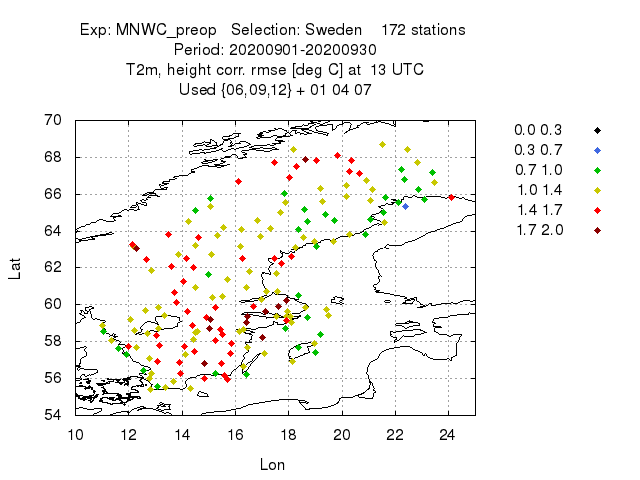 Exp: MNWC_preop   Selection: Sweden    172 stations
Period: 20200901-20200930
T2m, height corr. rmse [deg C] at  13 UTC
Used {06,09,12} + 01 04 07
70
68
66
64
62
60
58
56
54
Lat
10 12 14 16 18 20 22 24
Lon
0.0 0.3
0.3 0.7
0.7 1.0
1.0 1.4
1.4 1.7
1.7 2.0